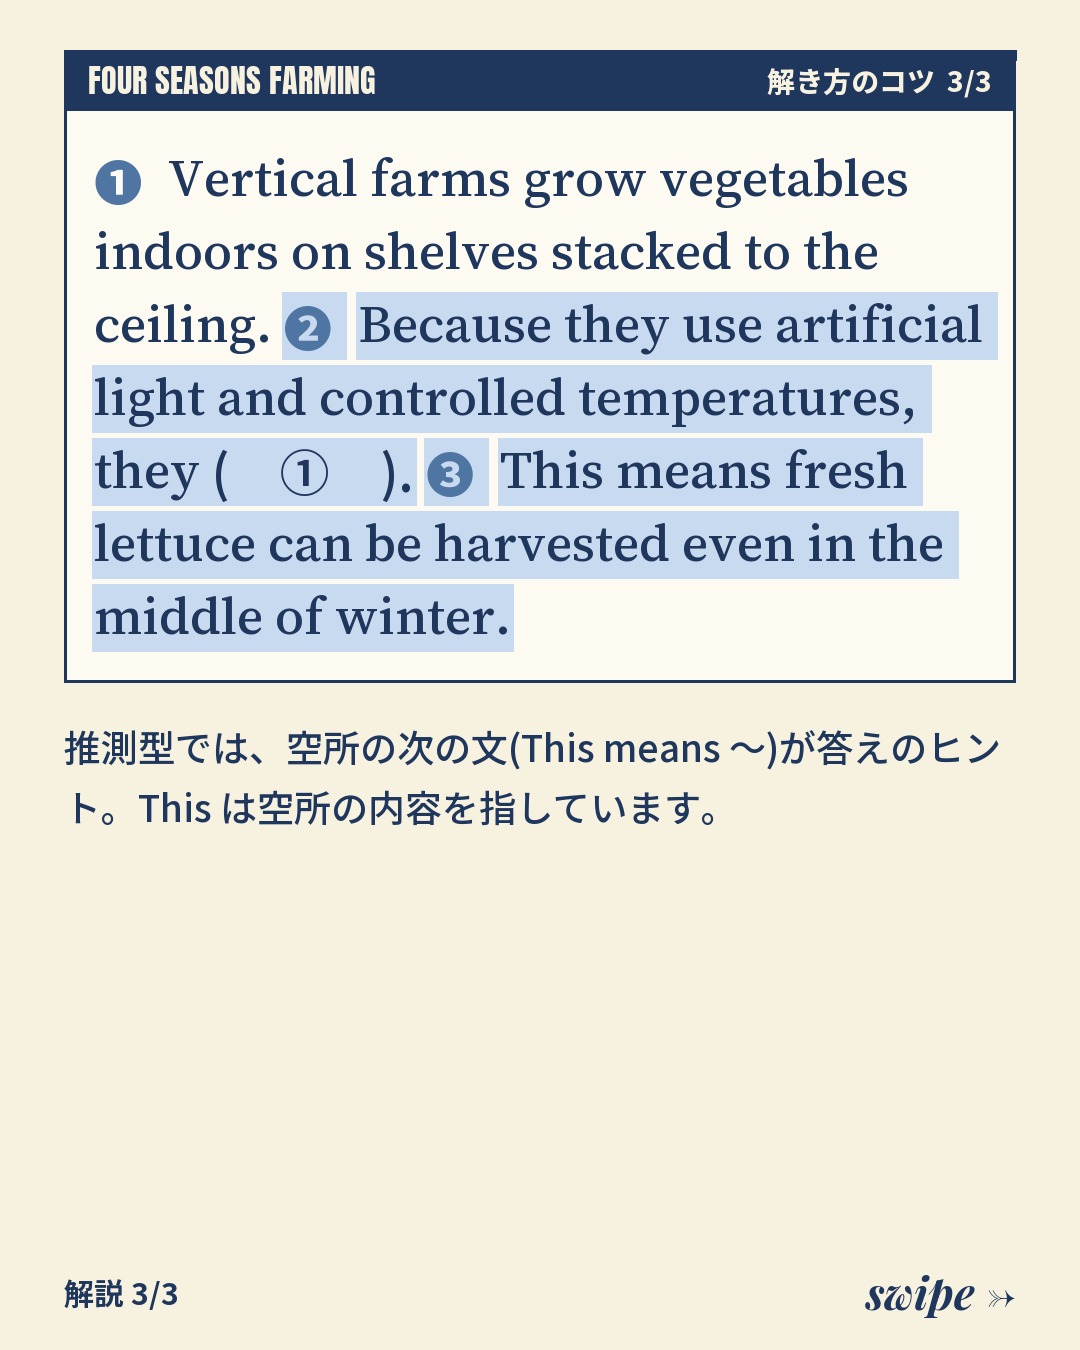 FOUR SEASONS FARMING
解き方のコツ 3/3
❶ Vertical farms grow vegetables
indoors on shelves stacked to the
ceiling. ❷ Because they use artificial
light and controlled temperatures,
they ( ① ). ❸ This means fresh
lettuce can be harvested even in the
middle of winter.
推測型では、空所の次の文(This means 〜)が答えのヒン
ト。This は空所の内容を指しています。
解説 3/3
swipe